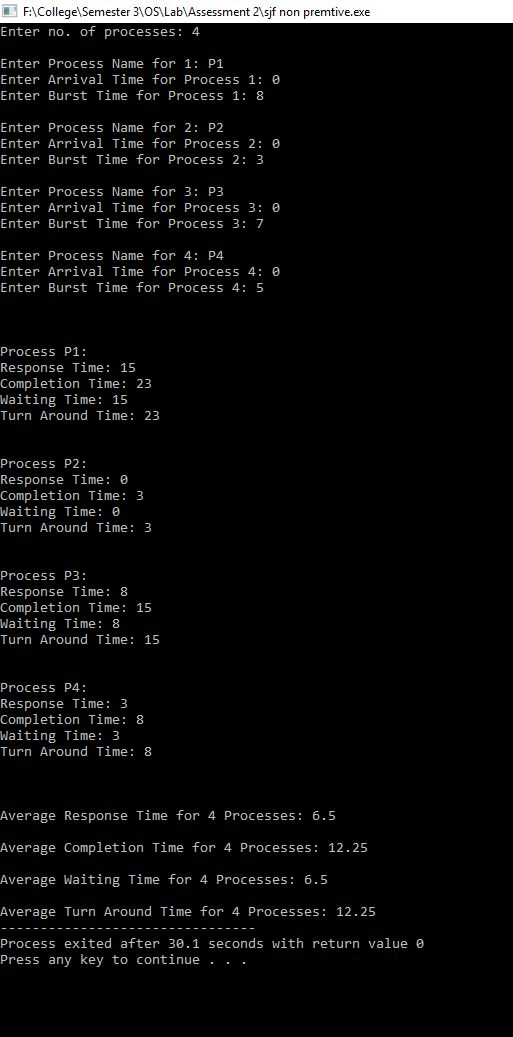 F:\College\Semester 3\OS\Lab\Assessment 2\sjf non premtive.exe
Enter no. of processes: 4
Enter Process Name for 1: P1
Enter Arrival Time for Process 1: 0
Enter Burst Time for Process 1: 8
Enter Process Name for 2: P2
Enter Arrival Time for Process 2: 0
Enter Burst Time for Process 2: 3
Enter Process Name for 3: P3
Enter Arrival Time for Process 3: 0
Enter Burst Time for Process 3: 7
Enter Process Name for 4: P4
Enter Arrival Time for Process 4: 0
Enter Burst Time for Process 4: 5
Process P1:
Response Time: 15
Completion Time: 23
Waiting Time: 15
Turn Around Time: 23
Process P2:
Response Time: 0
Completion Time: 3
Waiting Time: 0
Turn Around Time: 3
Process P3:
Response Time: 8
Completion Time: 15
Waiting Time: 8
Turn Around Time: 15
Process P4:
Response Time: 3
Completion Time: 8
Waiting Time: 3
Turn Around Time: 8
Average Response Time for 4 Processes: 6.5
Average Completion Time for 4 Processes: 12.25
Average Waiting Time for 4 Processes: 6.5
Average Turn Around Time for 4 Processes: 12.25
--------------------------------
Process exited after 30.1 seconds with return value 0
Press any key to continue . . .